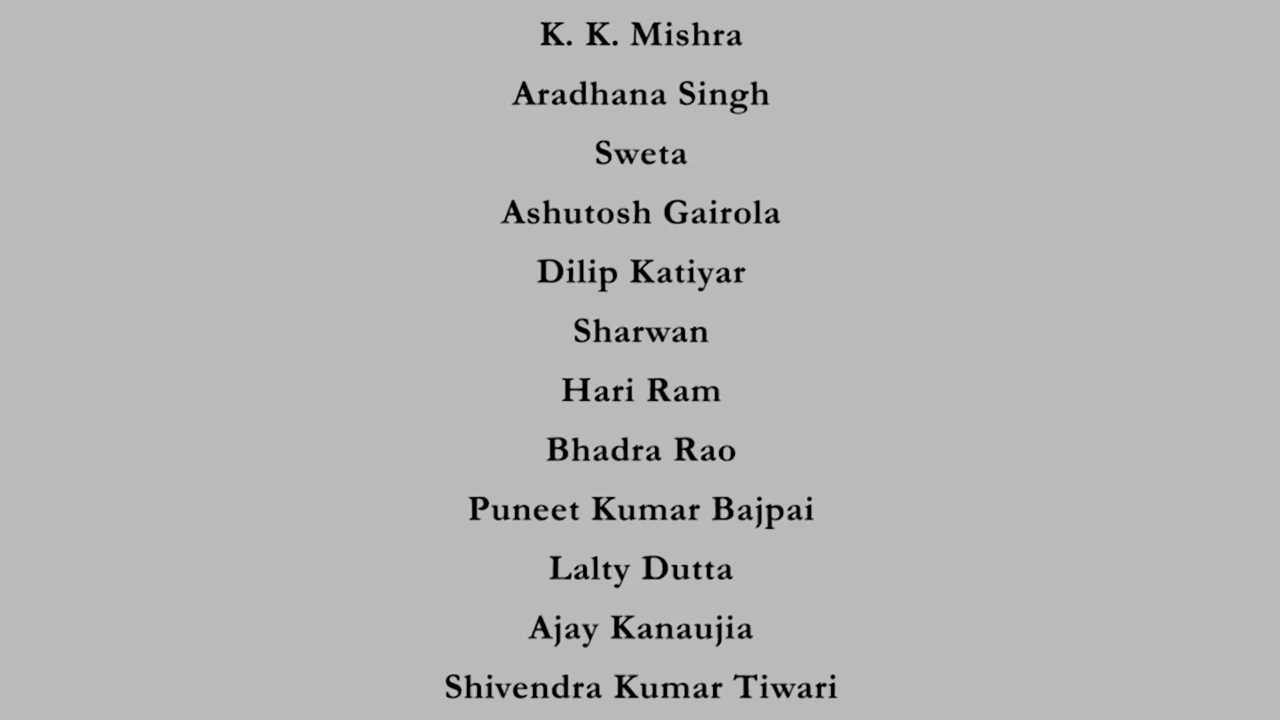 K. K. Mishra
Aradhana Singh
Sweta
Ashutosh Gairola
Dilip Katiyar
Sharwan
Hari Ram
Bhadra Rao
Puneet Kumar Bajpai
Lalty Dutta
Ajay Kanaujia
Shivendra Kumar Tiwari